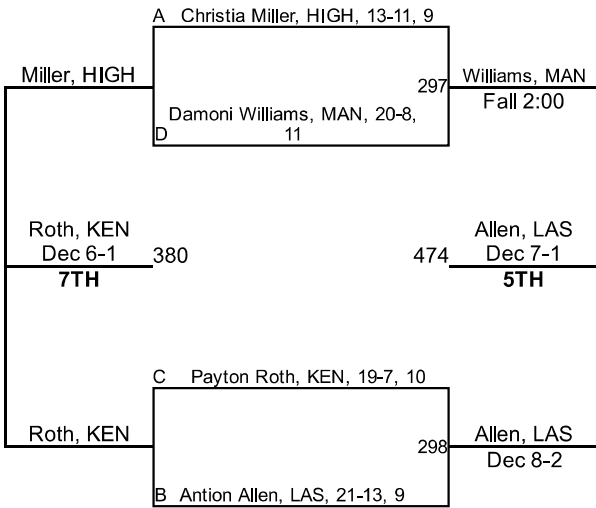 A Christia Miller, HIGH, 13-11, 9
Miller, HIGH
297
Williams, MAN
Fall 2:00
Damoni Williams, MAN, 20-8,
D 11
Roth, KEN
Dec 6-1
380
7TH
474
Allen, LAS
Dec 7-1
5TH
C Payton Roth, KEN, 19-7, 10
Roth, KEN
298
Allen, LAS
Dec 8-2
B Antion Allen, LAS, 21-13, 9